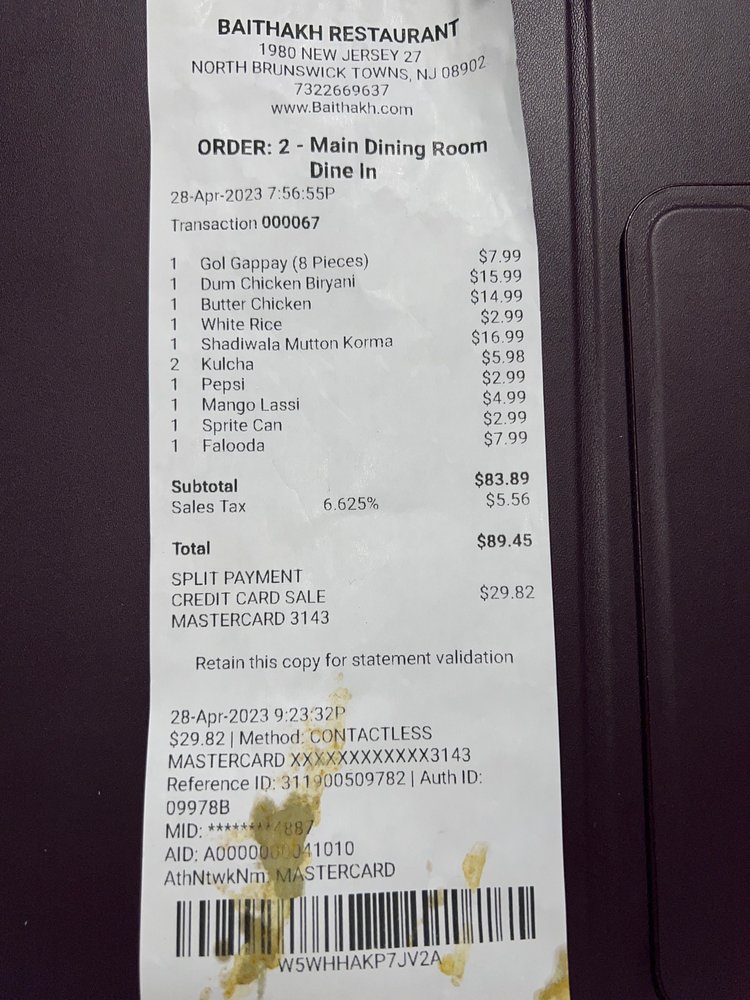 BAITHAKH RESTAURANT
1980 NEW JERSEY 27
NORTH BRUNSWICK TOWNS, NJ 08902
7322669637
www.Baithakh.com
ORDER: 2 - Main Dining Room
Dine In
28-Apr-2023 7:56:55P
Transaction 000067
1 Gol Gappay (8 Pieces) $7.99
1 Dum Chicken Biryani $15.99
1 Butter Chicken $14.99
1 White Rice $2.99
1 Shadiwala Mutton Korma $16.99
2 Kulcha $5.98
1 Pepsi $2.99
1 Mango Lassi $4.99
1 Sprite Can $2.99
1 Falooda $7.99
Subtotal $83.89
Sales Tax 6.625% $5.56
Total $89.45
SPLIT PAYMENT
CREDIT CARD SALE $29.82
MASTERCARD 3143
Retain this copy for statement validation
28-Apr-2023 9:23:32P
$29.82 | Method: CONTACTLESS
MASTERCARD XXXXXXXXXXXX3143
Reference ID: 311900509782 | Auth ID:
09978B
MID: ********4887
AID: A0000000041010
AthNtwkNm: MASTERCARD
W5WHHAKP7JV2A